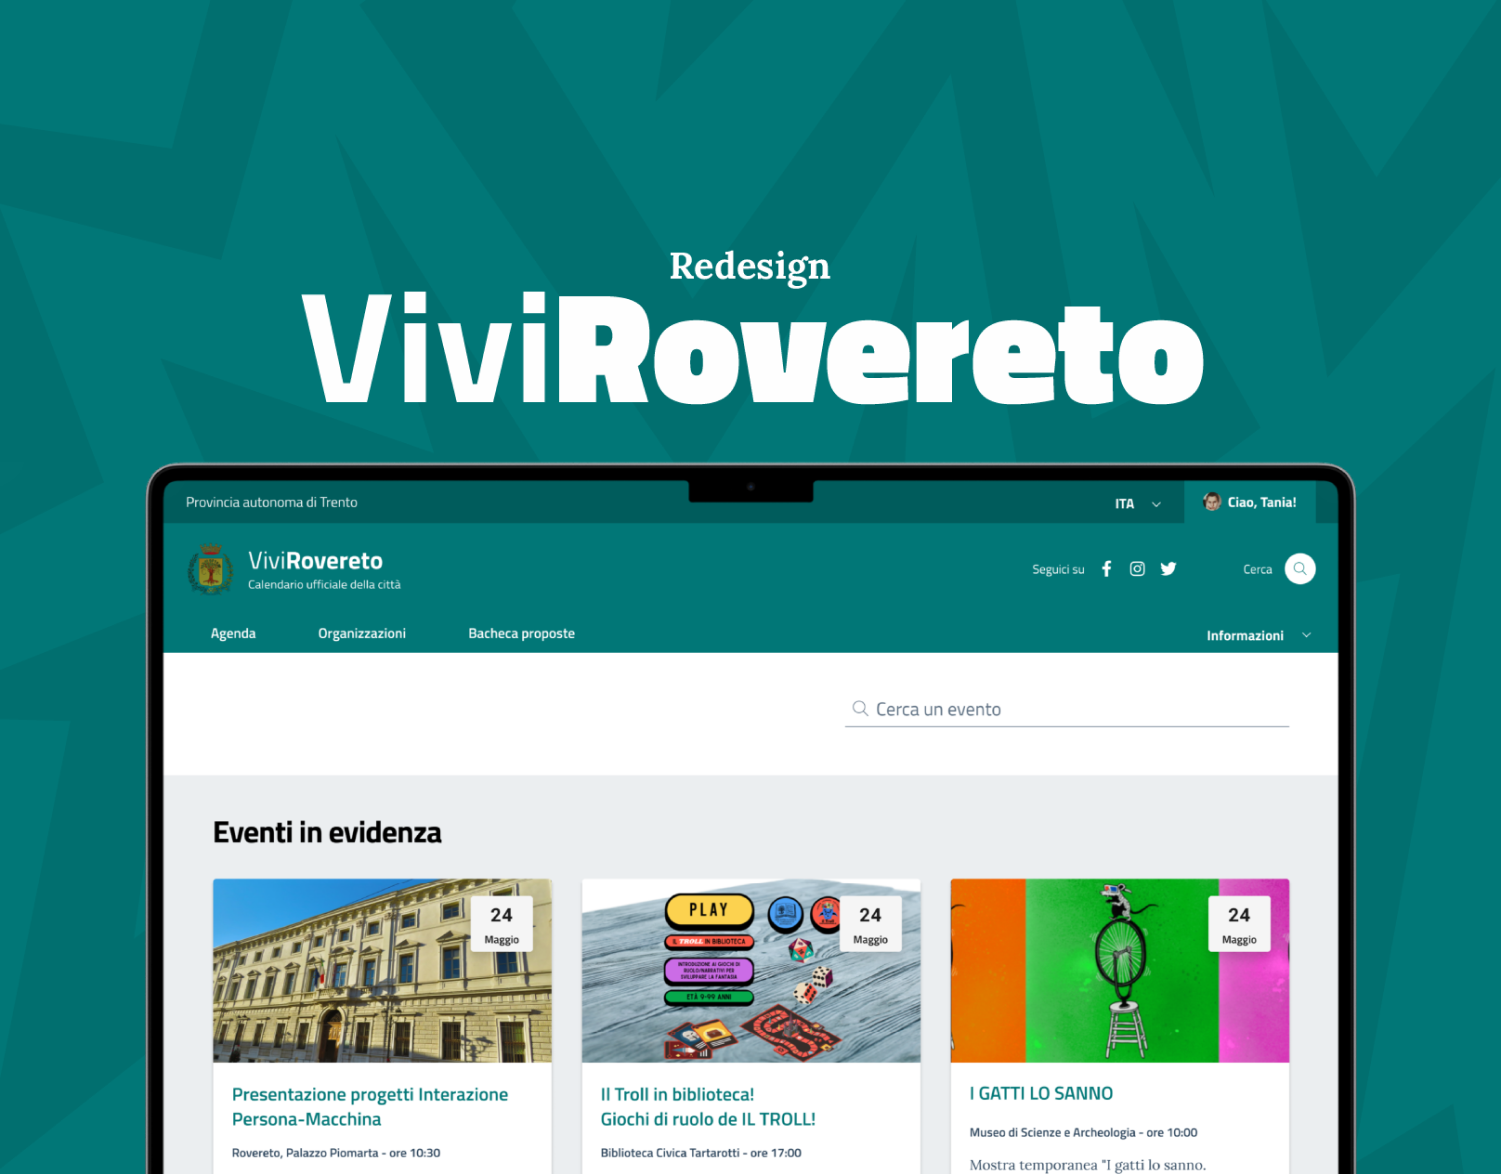 Redesign
ViviRovereto
Provincia autonoma di Trento
ITA
Ciao, Tania!
ViviRovereto
Calendario ufficiale della città
Seguici su
Cerca
Agenda
Organizzazioni
Bacheca proposte
Informazioni
Cerca un evento
Eventi in evidenza
24
Maggio
PLAY
IL TROLL IN BIBLIOTECA
INTRODUZIONE AI GIOCHI DI
RUOLO/NARRATIVI PER
SVILUPPARE LA FANTASIA
ETÀ 9-99 ANNI
24
Maggio
24
Maggio
Presentazione progetti Interazione
Persona-Macchina
Rovereto, Palazzo Piomarta - ore 10:30
Il Troll in biblioteca!
Giochi di ruolo de IL TROLL!
Biblioteca Civica Tartarotti - ore 17:00
I GATTI LO SANNO
Museo di Scienze e Archeologia - ore 10:00
Mostra temporanea "I gatti lo sanno.